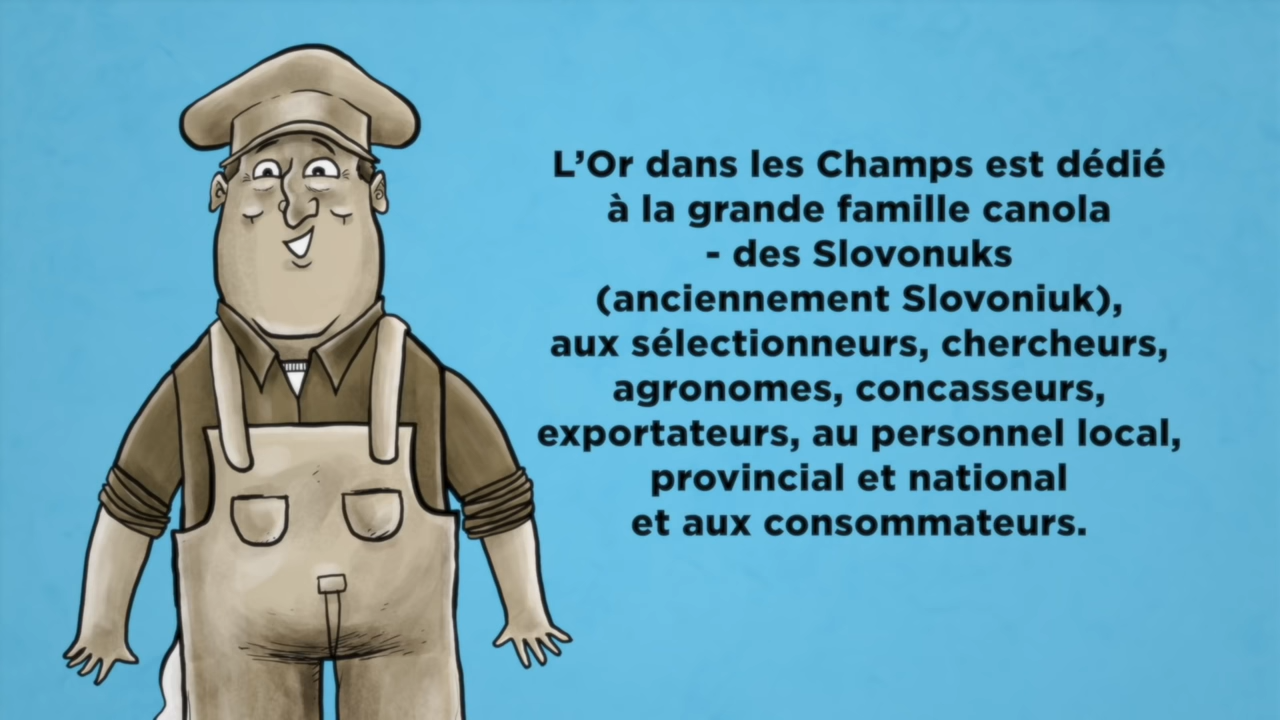 L’Or dans les Champs est dédié
à la grande famille canola
- des Slovonuks
(anciennement Slovoniuk),
aux sélectionneurs, chercheurs,
agronomes, concasseurs,
exportateurs, au personnel local,
provincial et national
et aux consommateurs.